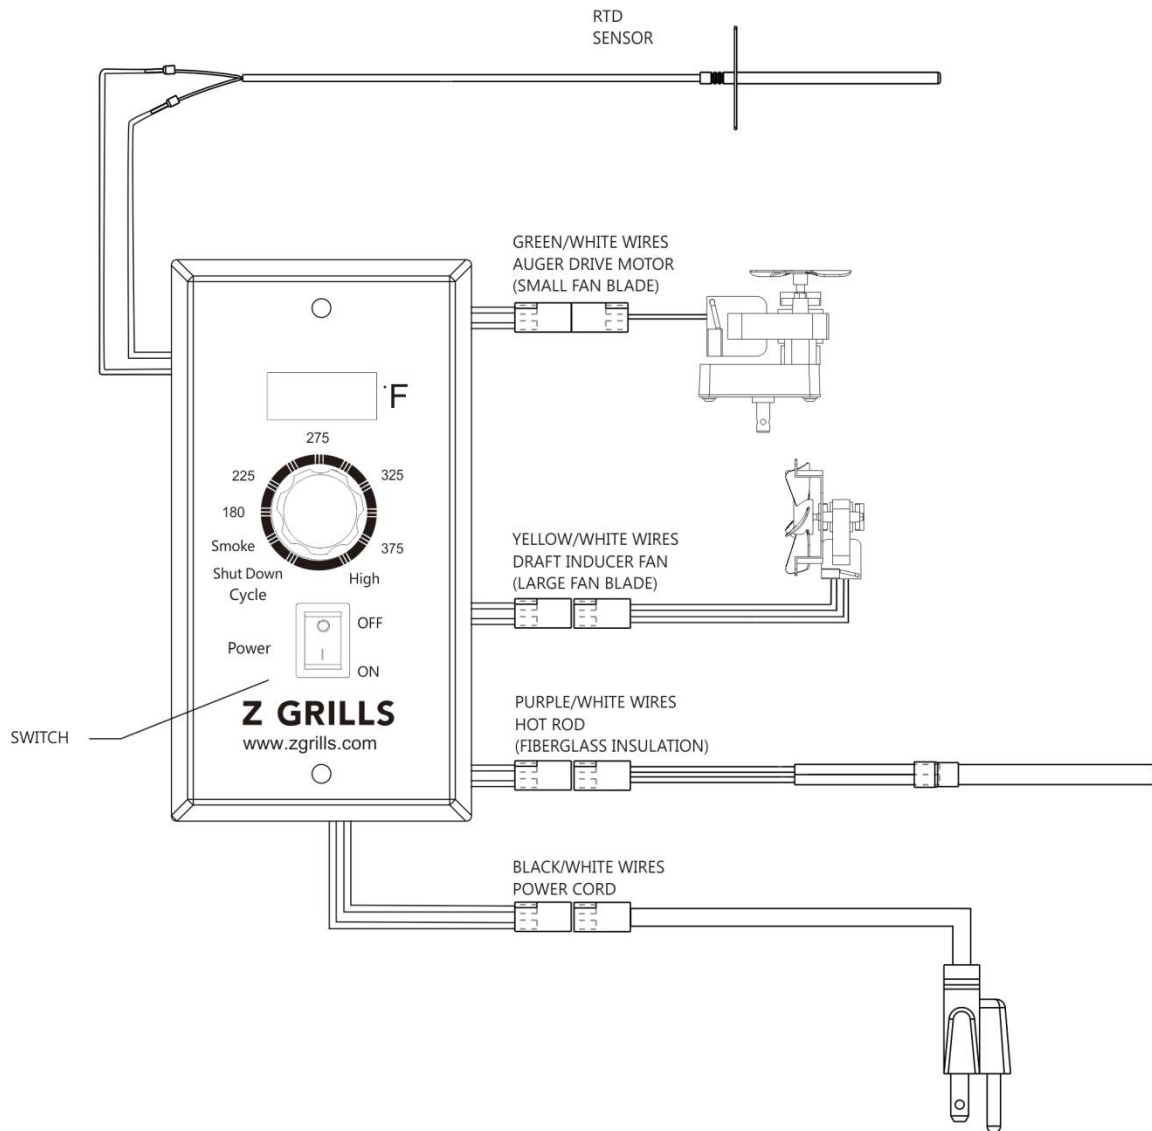 RTD
SENSOR
GREEN/WHITE WIRES
AUGER DRIVE MOTOR
(SMALL FAN BLADE)
°F
275
225
325
180
Smoke
375
Shut Down
Cycle
High
OFF
Power
ON
Z GRILLS
www.zgrills.com
SWITCH
YELLOW/WHITE WIRES
DRAFT INDUCER FAN
(LARGE FAN BLADE)
PURPLE/WHITE WIRES
HOT ROD
(FIBERGLASS INSULATION)
BLACK/WHITE WIRES
POWER CORD